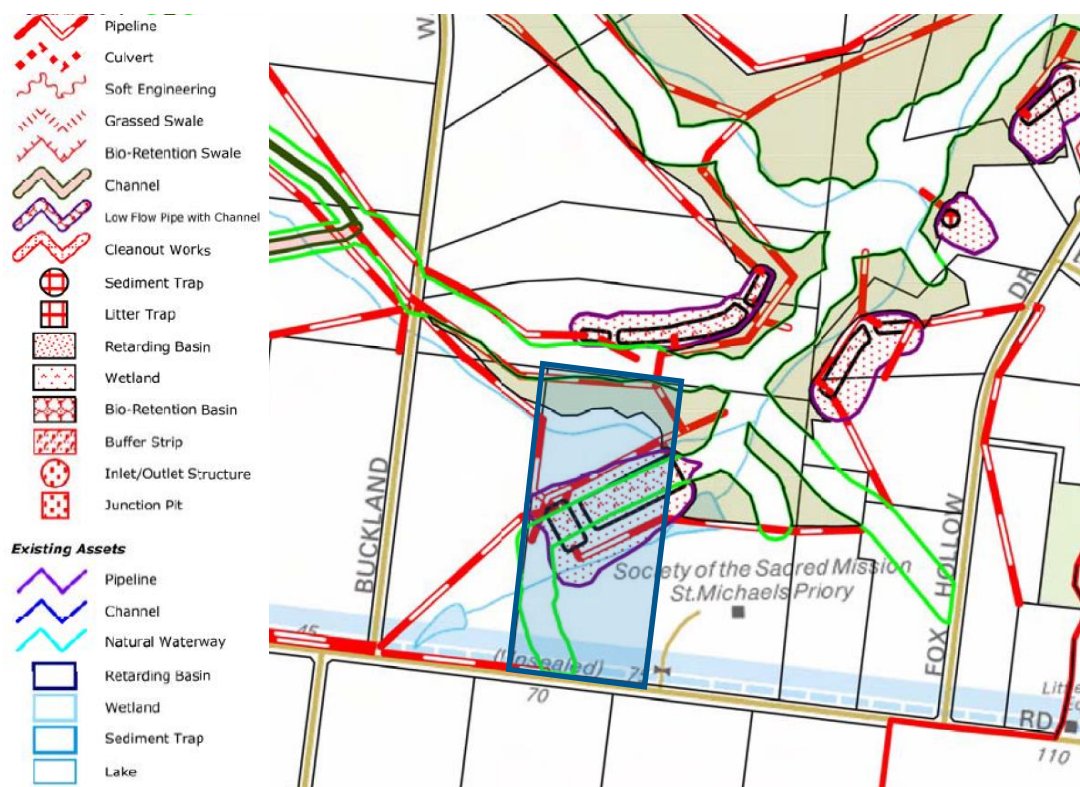 Pipeline
Culvert
Soft Engineering
Grassed Swale
Bio-Retention Swale
Channel
Low Flow Pipe with Channel
Cleanout Works
Sediment Trap
Litter Trap
Retarding Basin
Wetland
Bio-Retention Basin
Buffer Strip
Inlet/Outlet Structure
Junction Pit
Existing Assets
Pipeline
Channel
Natural Waterway
Retarding Basin
Wetland
Sediment Trap
Lake
W
BUCKLAND
DR
FOX HOLLOW
Society of the Sacred Mission
St.Michaels Priory
45
(Unsealed)
70
RD
110